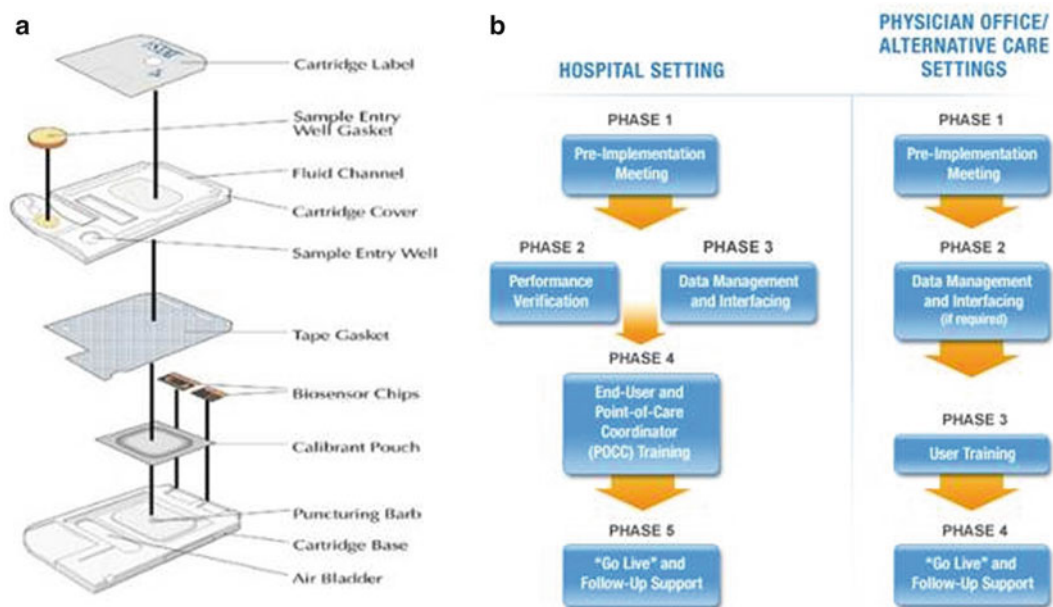 a
Cartridge Label
Sample Entry
Well Gasket
Fluid Channel
Cartridge Cover
Sample Entry Well
Tape Gasket
Biosensor Chips
Calibrant Pouch
Puncturing Barb
Cartridge Base
Air Bladder
b
HOSPITAL SETTING
PHASE 1
Pre-Implementation
Meeting
PHASE 2
Performance
Verification
PHASE 3
Data Management
and Interfacing
PHASE 4
End-User and
Point-of-Care
Coordinator
(POCC) Training
PHASE 5
"Go Live" and
Follow-Up Support
PHYSICIAN OFFICE/
ALTERNATIVE CARE
SETTINGS
PHASE 1
Pre-Implementation
Meeting
PHASE 2
Data Management
and Interfacing
(if required)
PHASE 3
User Training
PHASE 4
"Go Live" and
Follow-Up Support